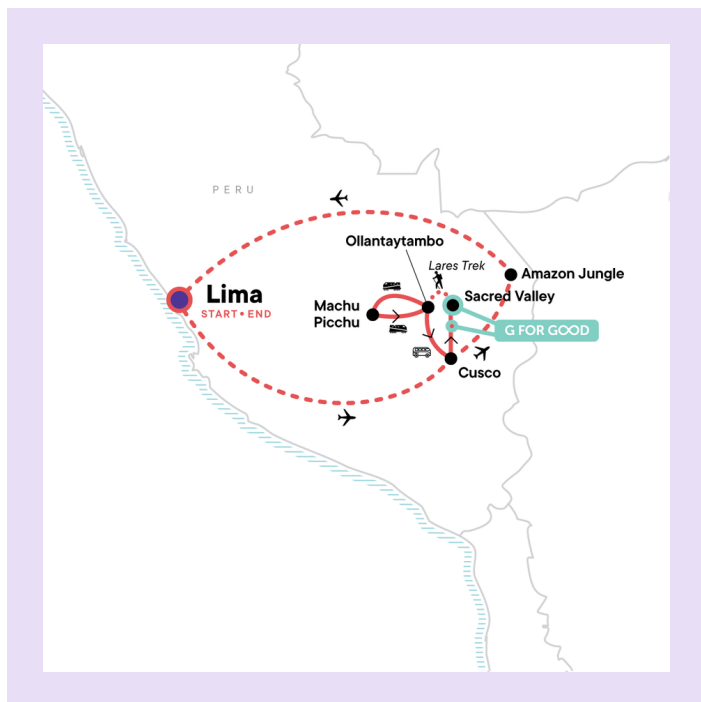 PERU
Ollantaytambo
Lares Trek
Amazon Jungle
Lima
START • END
Sacred Valley
Machu
Picchu
G FOR GOOD
Cusco